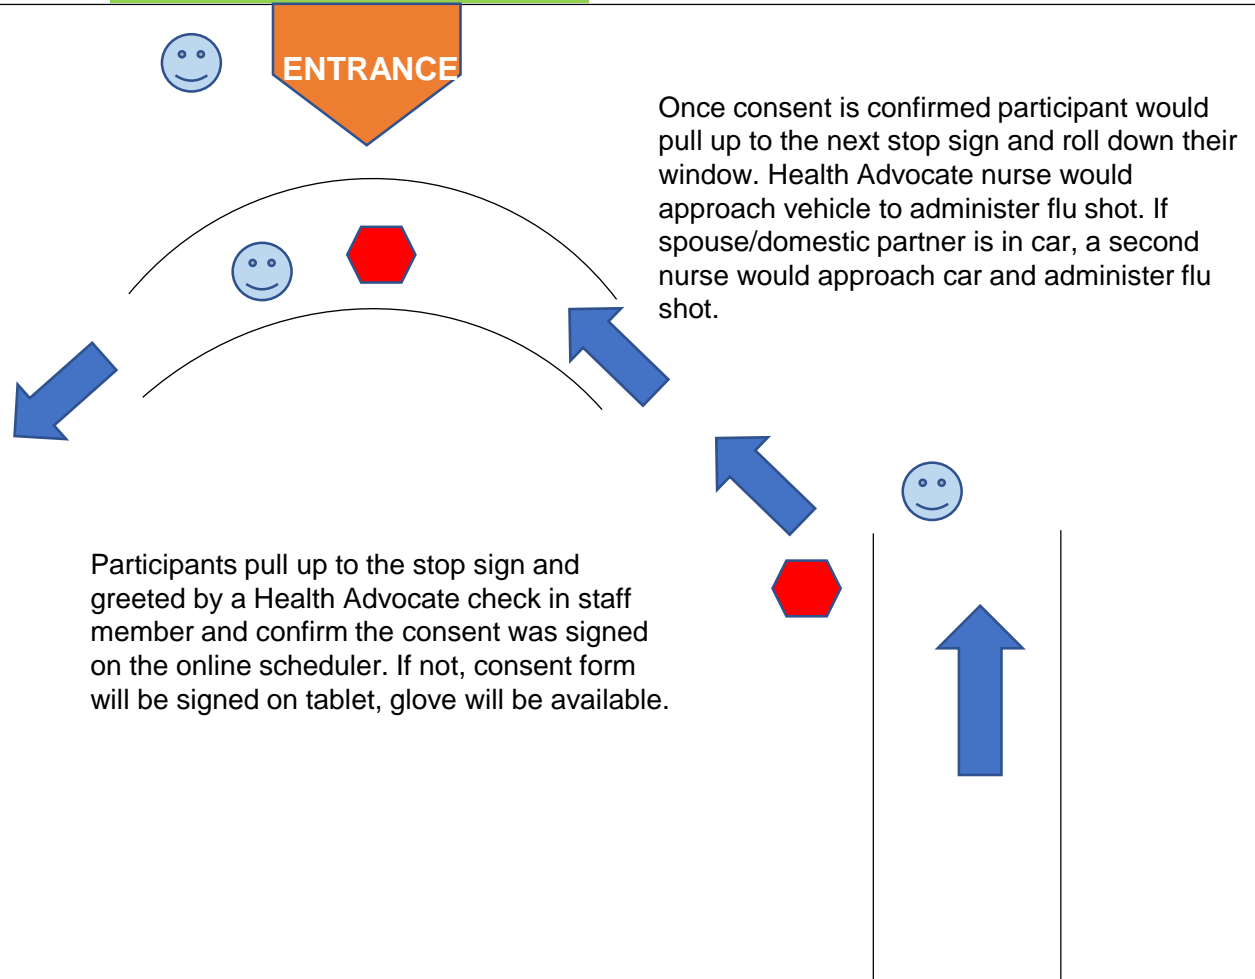 ENTRANCE
Once consent is confirmed participant would
pull up to the next stop sign and roll down their
window. Health Advocate nurse would
approach vehicle to administer flu shot. If
spouse/domestic partner is in car, a second
nurse would approach car and administer flu
shot.
Participants pull up to the stop sign and
greeted by a Health Advocate check in staff
member and confirm the consent was signed
on the online scheduler. If not, consent form
will be signed on tablet, glove will be available.